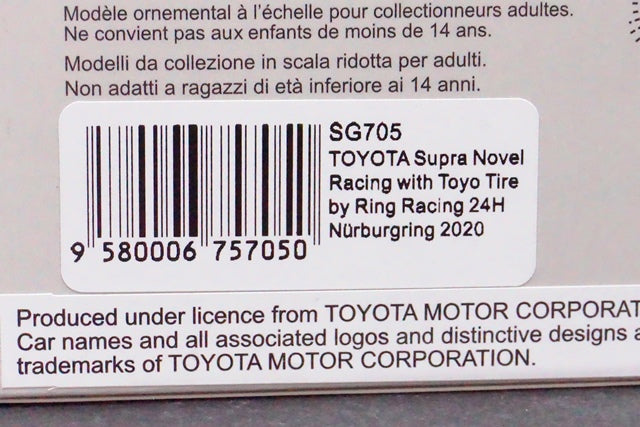 Modèle ornemental à l'échelle pour collectionneurs adultes.
Ne convient pas aux enfants de moins de 14 ans.
Modelli da collezione in scala ridotta per adulti.
Non adatti a ragazzi di età inferiore ai 14 anni.
SG705
TOYOTA Supra Novel
Racing with Toyo Tire
by Ring Racing 24H
Nürburgring 2020
9 580006 757050
Produced under licence from TOYOTA MOTOR CORPORAT
Car names and all associated logos and distinctive designs a
trademarks of TOYOTA MOTOR CORPORATION.